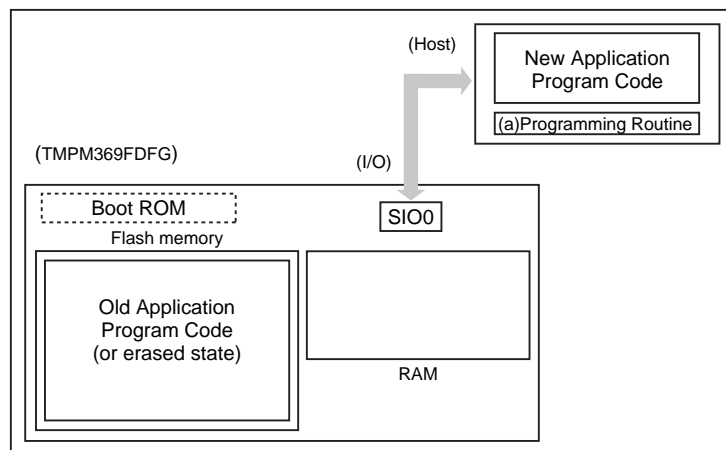 (Host)
New Application
Program Code
(a)Programming Routine
(TMPM369FDFG)
(I/O)
Boot ROM
SIO0
Flash memory
Old Application
Program Code
(or erased state)
RAM